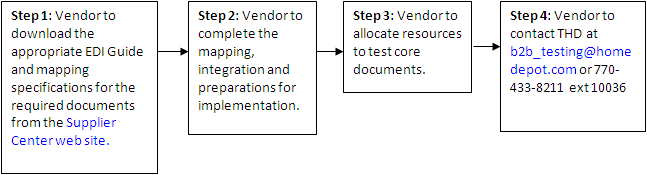 Step 1: Vendor to
download the
appropriate EDI Guide
and mapping
specifications for the
required documents
from the Supplier
Center web site.
Step 2: Vendor to
complete the
mapping,
integration and
preparations for
implementation.
Step 3: Vendor to
allocate resources
to test core
documents.
Step 4: Vendor to
contact THD at
b2b_testing@home
depot.com or 770-
433-8211 ext 10036